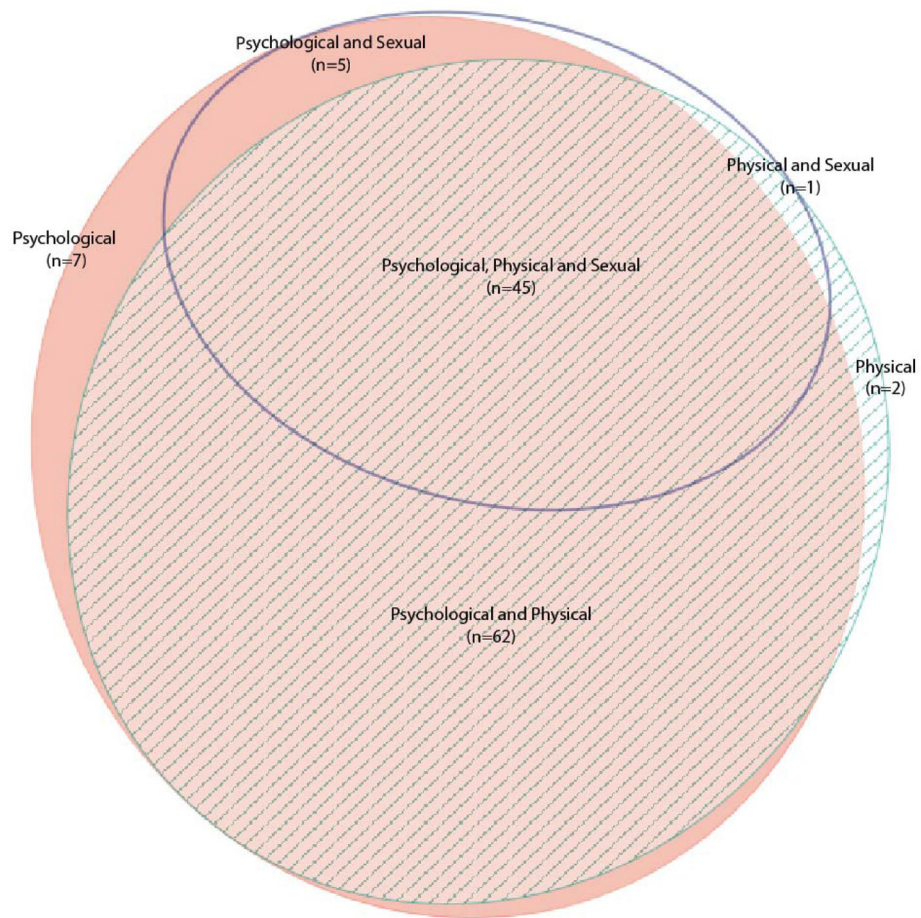 Psychological and Sexual
(n=5)
Physical and Sexual
(n=1)
Psychological
(n=7)
Psychological, Physical and Sexual
(n=45)
Physical
(n=2)
Psychological and Physical
(n=62)